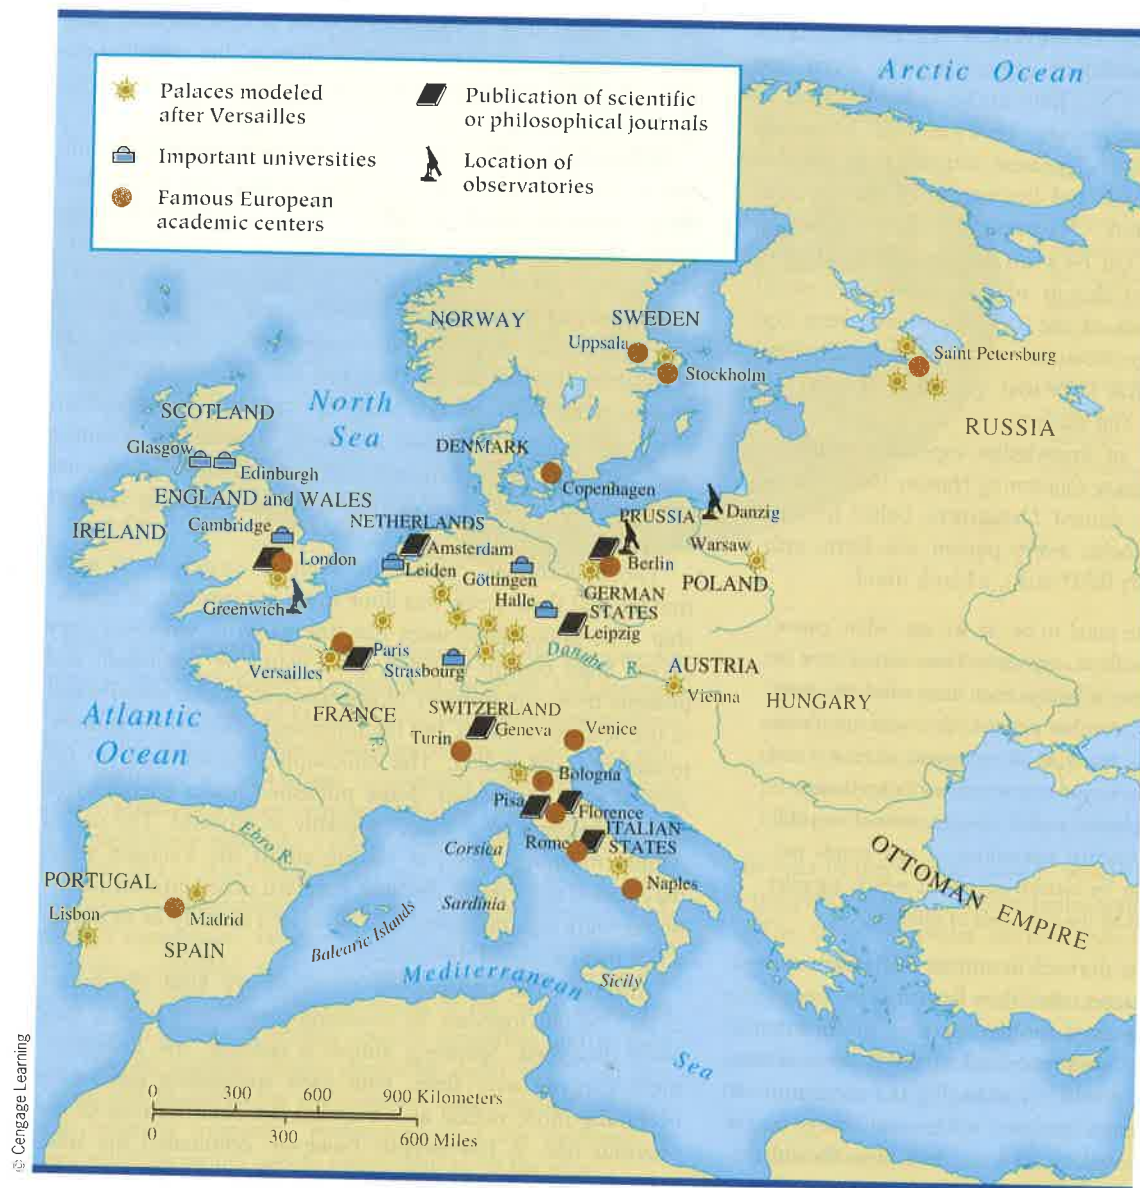 Arctic Ocean
Palaces modeled
after Versailles
Important universities
Famous European
academic centers
Publication of scientific
or philosophical journals
Location of
observatories
NORWAY
SWEDEN
Uppsala
Stockholm
Saint Petersburg
RUSSIA
SCOTLAND
North
Sea
Glasgow
Edinburgh
DENMARK
Copenhagen
ENGLAND and WALES
IRELAND
Cambridge
London
Greenwich
NETHERLANDS
Amsterdam
Leiden
Göttingen
Halle
PRUSSIA
Danzig
Warsaw
Berlin
POLAND
GERMAN
STATES
Leipzig
Paris
Versailles
Strasbourg
Danube R.
AUSTRIA
Vienna
HUNGARY
Atlantic
Ocean
FRANCE
SWITZERLAND
Geneva
Turin
Venice
Bologna
Pisa
Florence
Rome
ITALIAN
STATES
Corsica
Naples
Ebro R.
PORTUGAL
Lisbon
Madrid
SPAIN
Sardinia
Balearic Islands
Mediterranean
Sea
Sicily
OTTOMAN
EMPIRE
0 300 600 900 Kilometers
0 300 600 Miles
© Cengage Learning